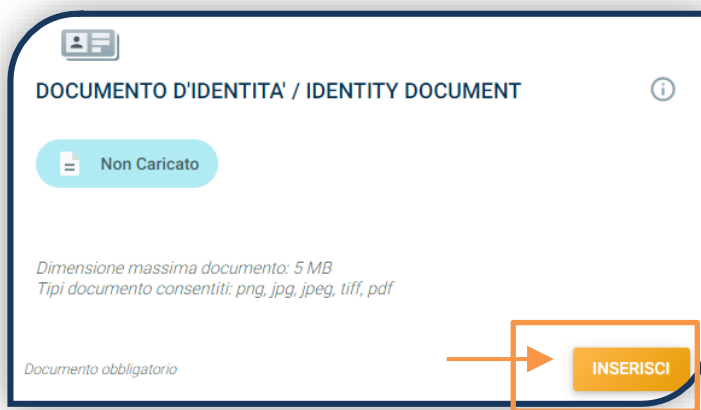 DOCUMENTO D'IDENTITA' / IDENTITY DOCUMENT
Non Caricato
Dimensione massima documento: 5 MB
Tipi documento consentiti: png, jpg, jpeg, tiff, pdf
Documento obbligatorio
INSERISCI